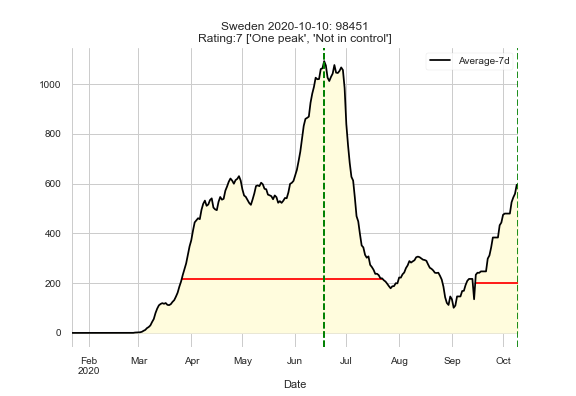 Sweden 2020-10-10: 98451
Rating:7 ['One peak', 'Not in control']
Average-7d
1000
800
600
400
200
0
Feb Mar Apr May Jun Jul Aug Sep Oct
2020
Date